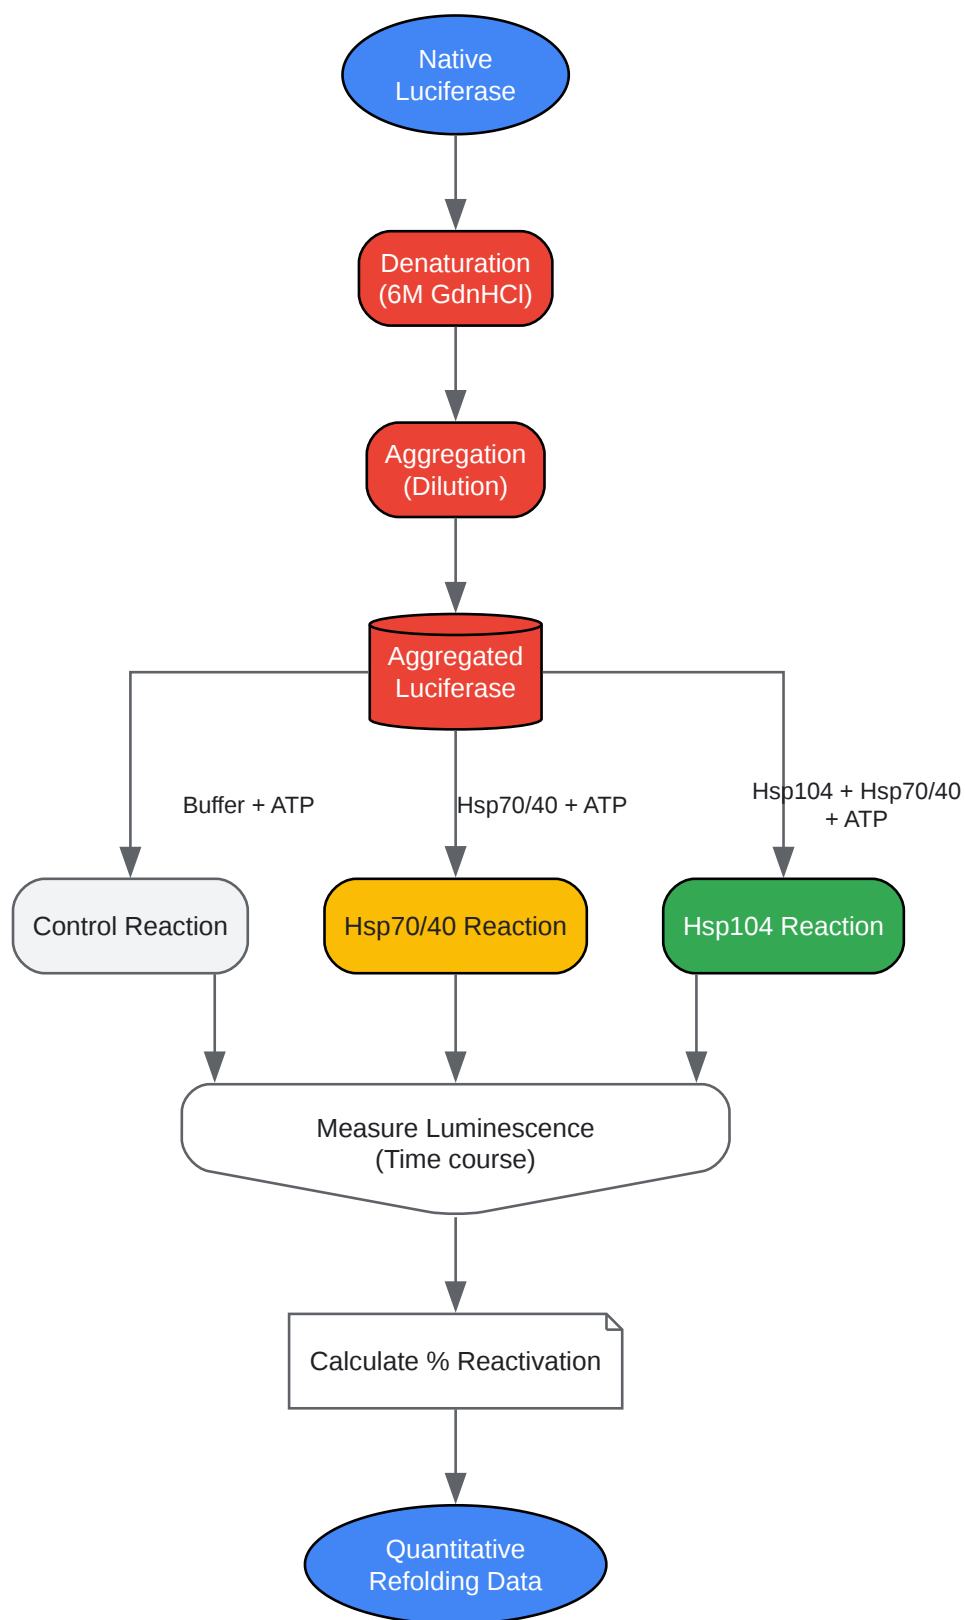 Native
Luciferase
Denaturation
(6M GdnHCl)
Aggregation
(Dilution)
Aggregated
Luciferase
Buffer + ATP
Hsp70/40 + ATP
Hsp104 + Hsp70/40
+ ATP
Control Reaction
Hsp70/40 Reaction
Hsp104 Reaction
Measure Luminescence
(Time course)
Calculate % Reactivation
Quantitative
Refolding Data